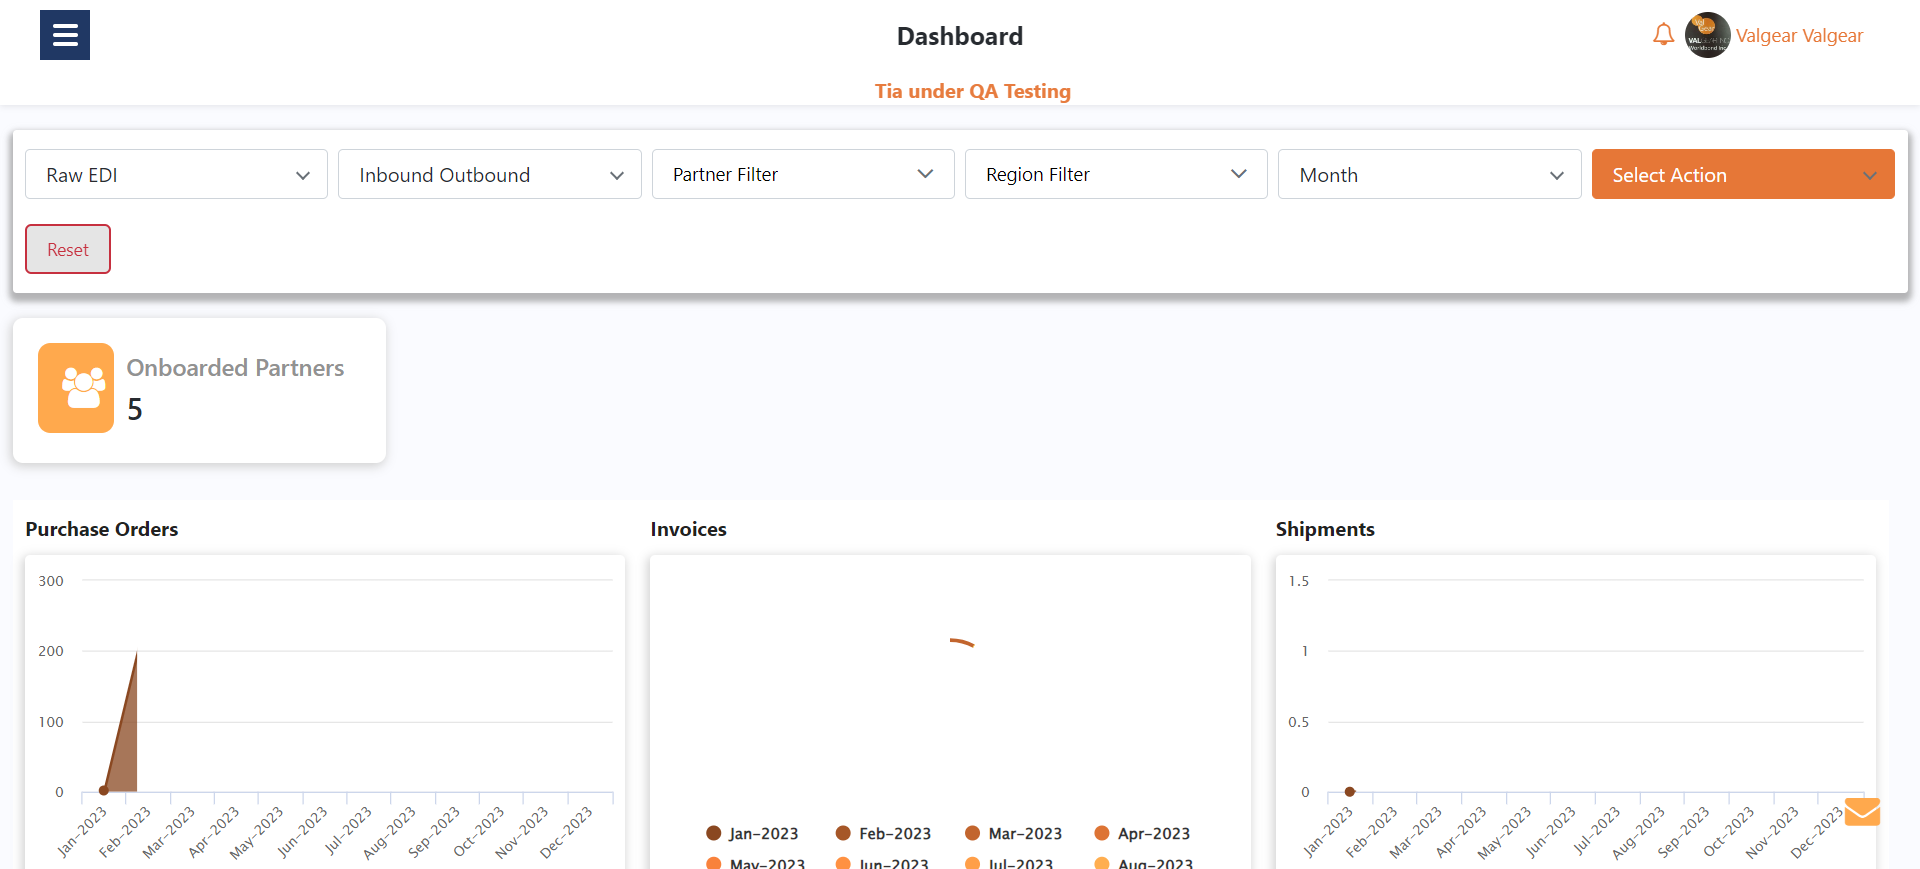 Dashboard
Valgear Valgear
Tia under QA Testing
Raw EDI
Inbound Outbound
Partner Filter
Region Filter
Month
Select Action
Reset
Onboarded Partners
5
Purchase Orders
300
200
100
0
Jan-2023
Feb-2023
Mar-2023
Apr-2023
May-2023
Jun-2023
Jul-2023
Aug-2023
Sep-2023
Oct-2023
Nov-2023
Dec-2023
Invoices
Jan-2023
Feb-2023
Mar-2023
Apr-2023
May-2023
Jun-2023
Jul-2023
Aug-2023
Shipments
1.5
1
0.5
0
Jan-2023
Feb-2023
Mar-2023
Apr-2023
May-2023
Jun-2023
Jul-2023
Aug-2023
Sep-2023
Oct-2023
Nov-2023
Dec-2023